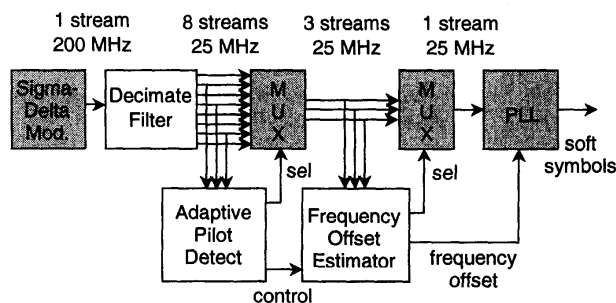 1 stream
200 MHz
8 streams
25 MHz
3 streams
25 MHz
1 stream
25 MHz
Sigma-
Delta
Mod.
Decimate
Filter
M
U
X
M
U
X
PLL
soft
symbols
sel
sel
Adaptive
Pilot
Detect
Frequency
Offset
Estimator
control
frequency
offset